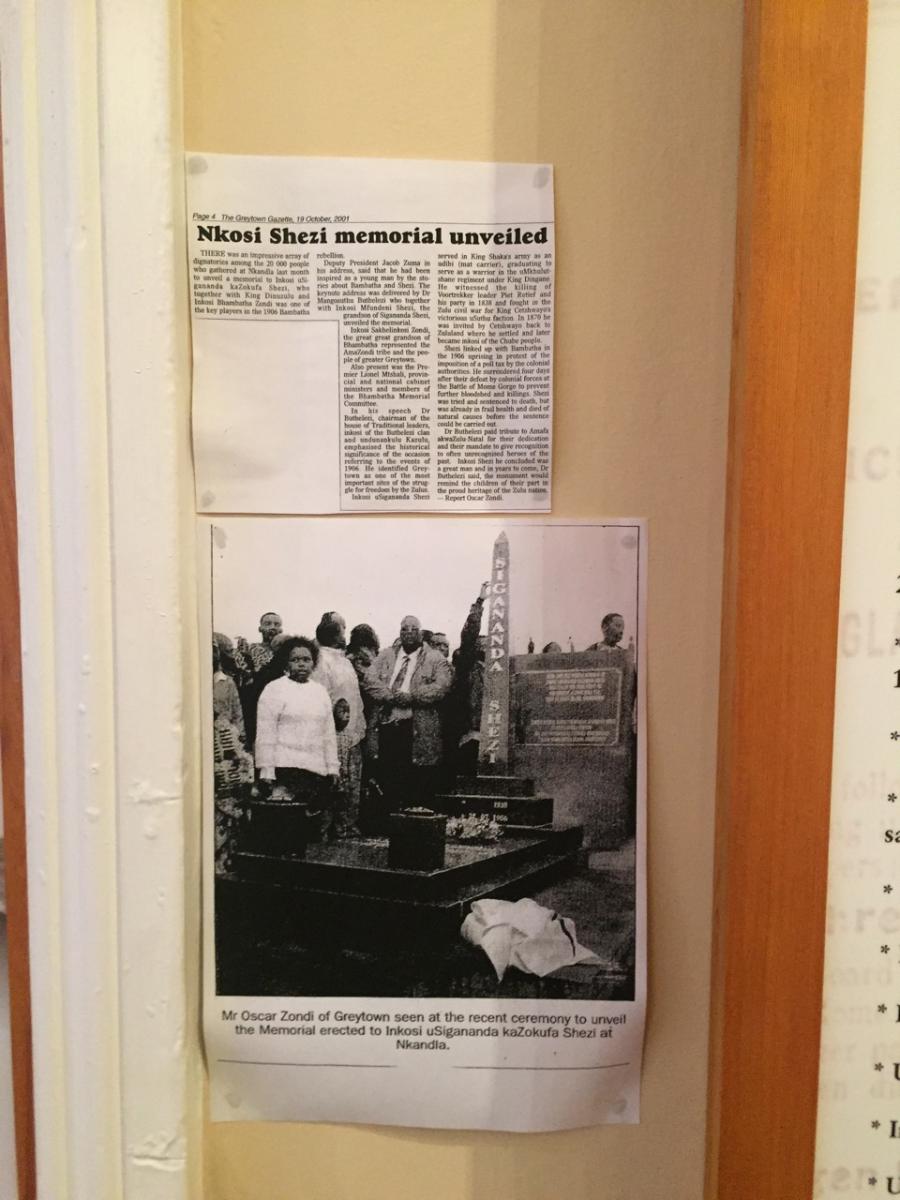 Page 4 The Greytown Gazette, 19 October, 2001
Nkosi Shezi memorial unveiled
THERE was an impressive array of
dignatories among the 20 000 people
who gathered at Nkandla last month
to unveil a memorial to Inkosi uSi-
gananda kaZokufa Shezi, who
together with King Dinuzulu and
Inkosi Bhambatha Zondi was one of
the key players in the 1906 Bambatha
rebellion.
Deputy President Jacob Zuma in
his address, said that he had been
inspired as a young man by the sto-
ries about Bambatha and Shezi. The
keynote address was delivered by Dr
Mangosuthu Buthelezi who together
with Inkosi Mfundeni Shezi, the
grandson of Sigananda Shezi,
unveiled the memorial.
Inkosi Sakhelinkosi Zondi,
the great great grandson of
Bhambatha represented the
AmaZondi tribe and the peo-
ple of greater Greytown.
Also present was the Pre-
mier Lionel Mtshali, provin-
cial and national cabinet
ministers and members of
the Bhambatha Memorial
Committee.
In his speech Dr
Buthelezi, chairman of the
house of Traditional leaders,
inkosi of the Buthelezi clan
and undunankulu Kazulu,
emphasised the historical
significance of the occasion
referring to the events of
1906. He identified Grey-
town as one of the most
important sites of the strug-
gle for freedom by the Zulus.
Inkosi uSigananda Shezi
served in King Shaka's army as an
udibi (mat carrier), graduating to
serve as a warrior in the uMkhulut-
shane regiment under King Dingane.
He witnessed the killing of
Voortrekker leader Piet Retief and
his party in 1838 and fought in the
Zulu civil war for King Cetshwayo's
victorious uSuthu faction. In 1870 he
was invited by Cetshwayo back to
Zululand where he settled and later
became inkosi of the Chube people.
Shezi linked up with Bambatha in
the 1906 uprising in protest of the
imposition of a poll tax by the colonial
authorities. He surrendered four days
after their defeat by colonial forces at
the Battle of Mome Gorge to prevent
further bloodshed and killings. Shezi
was tried and sentenced to death, but
was already in frail health and died of
natural causes before the sentence
could be carried out.
Dr Buthelezi paid tribute to Amafa
akwaZulu-Natal for their dedication
and their mandate to give recognition
to often unrecognised heroes of the
past. Inkosi Shezi he concluded was
a great man and in years to come, Dr
Buthelezi said, the monument would
remind the children of their part in
the proud heritage of the Zulu nation.
— Report Oscar Zondi.
SIGANANDA SHEZI
1906
Mr Oscar Zondi of Greytown seen at the recent ceremony to unveil
the Memorial erected to Inkosi uSigananda kaZokufa Shezi at
Nkandla.